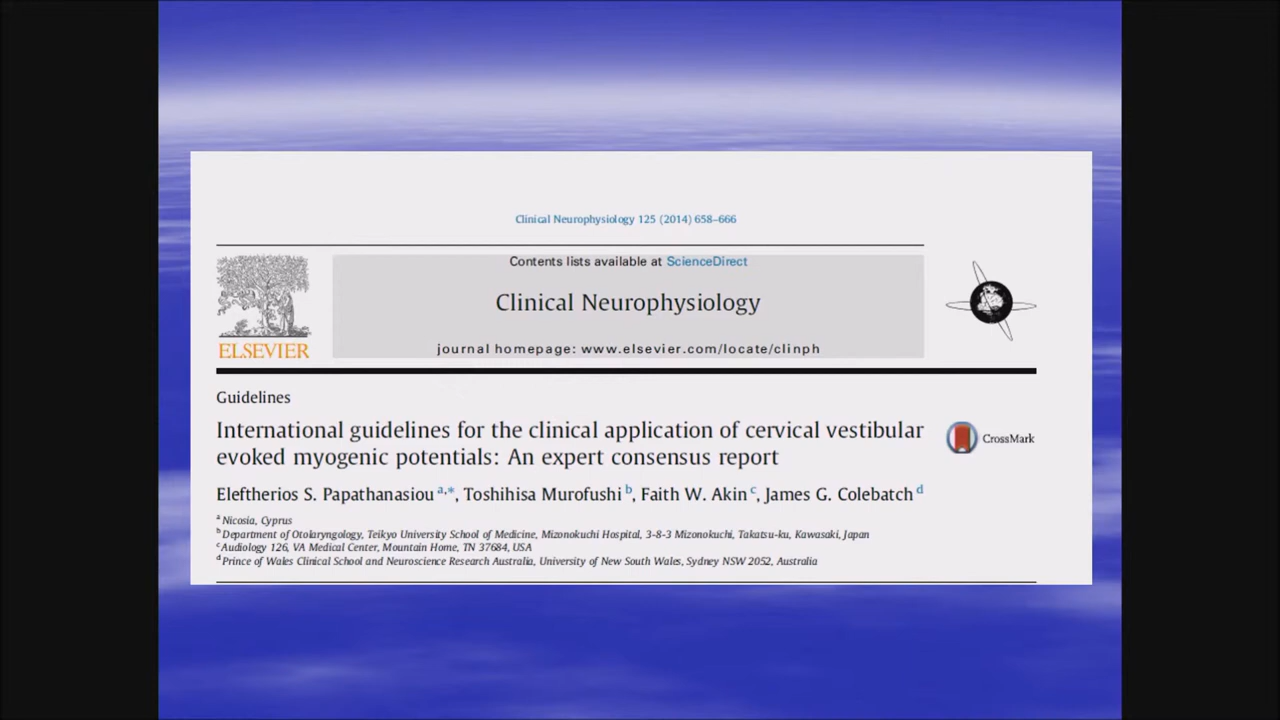 Clinical Neurophysiology 125 (2014) 658–666
Contents lists available at ScienceDirect
Clinical Neurophysiology
journal homepage: www.elsevier.com/locate/clinph
ELSEVIER
Guidelines
International guidelines for the clinical application of cervical vestibular
evoked myogenic potentials: An expert consensus report
CrossMark
Eleftherios S. Papathanasiou a,*, Toshihisa Murofushi b, Faith W. Akin c, James G. Colebatch d
a Nicosia, Cyprus
b Department of Otolaryngology, Teikyo University School of Medicine, Mizonokuchi Hospital, 3-8-3 Mizonokuchi, Takatsu-ku, Kawasaki, Japan
c Audiology 126, VA Medical Center, Mountain Home, TN 37684, USA
d Prince of Wales Clinical School and Neuroscience Research Australia, University of New South Wales, Sydney NSW 2052, Australia